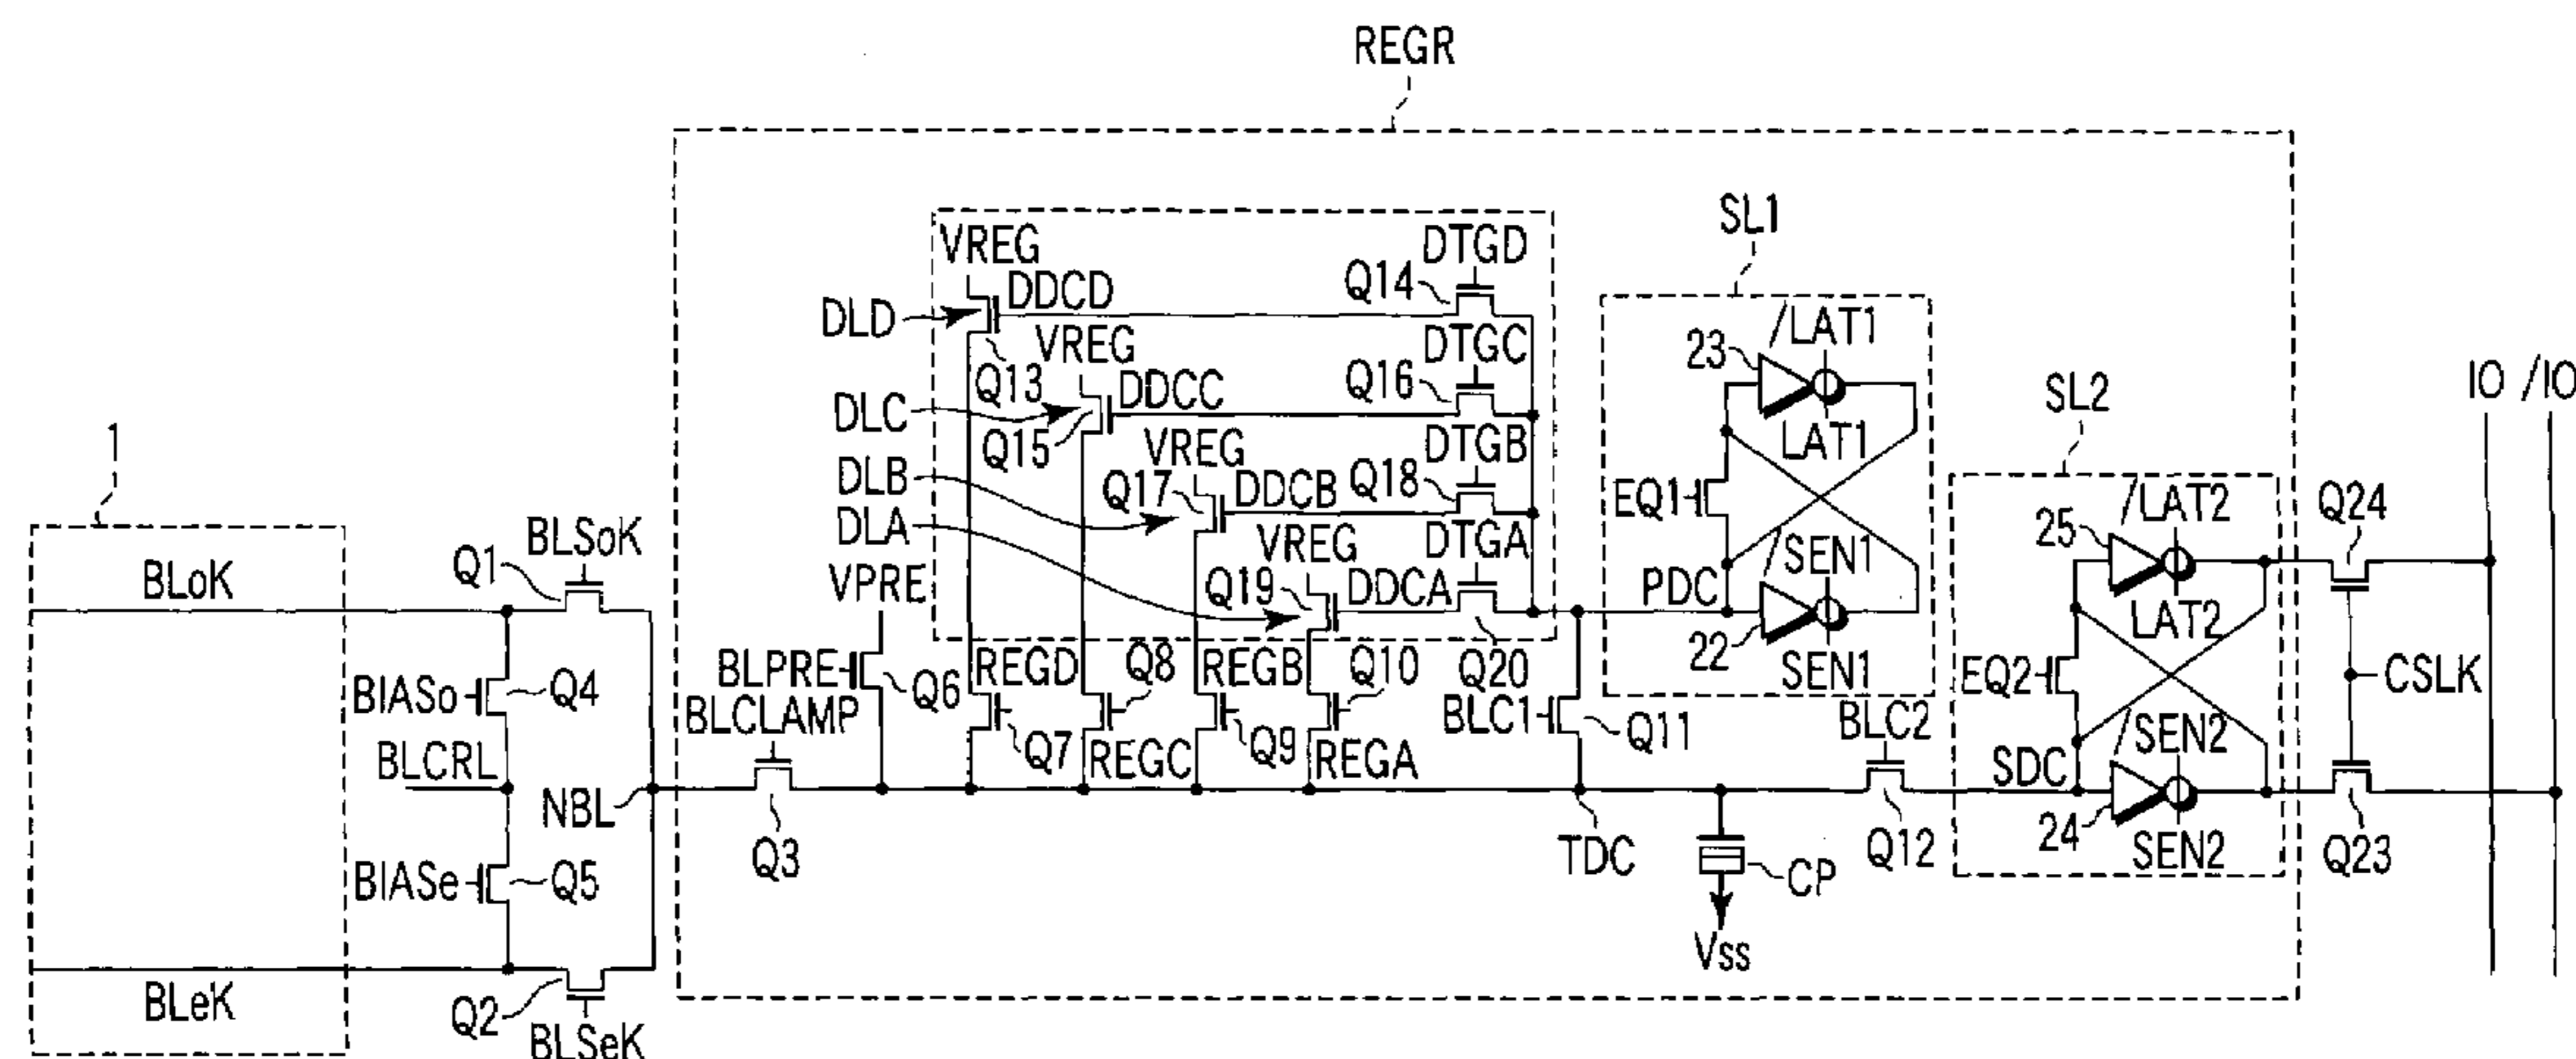 REGR
SL1
VREG
DTGD
DLD
DDCD
Q14
VREG
DTGC
23
/LAT1
IO /IO
Q13
Q16
DLC
DDCC
SL2
Q15
DTGB
LAT1
1
DLB
VREG
Q17
DDCB
Q18
EQ1
/LAT2
Q24
DLA
VREG
DTGA
25
Q1
BLSoK
BLoK
VPRE
Q19
DDCA
PDC
/SEN1
LAT2
22
BLPRE
Q6
REGD
Q8
REGB
Q10
Q20
SEN1
EQ2
CSLK
BIASo
Q4
BLCLAMP
BLC1
Q11
BLC2
/SEN2
BLCRL
Q7
REGC
Q9
REGA
SDC
NBL
Q3
TDC
Q12
24
SEN2
Q23
BIASe
Q5
CP
Vss
BLeK
Q2
BLSeK